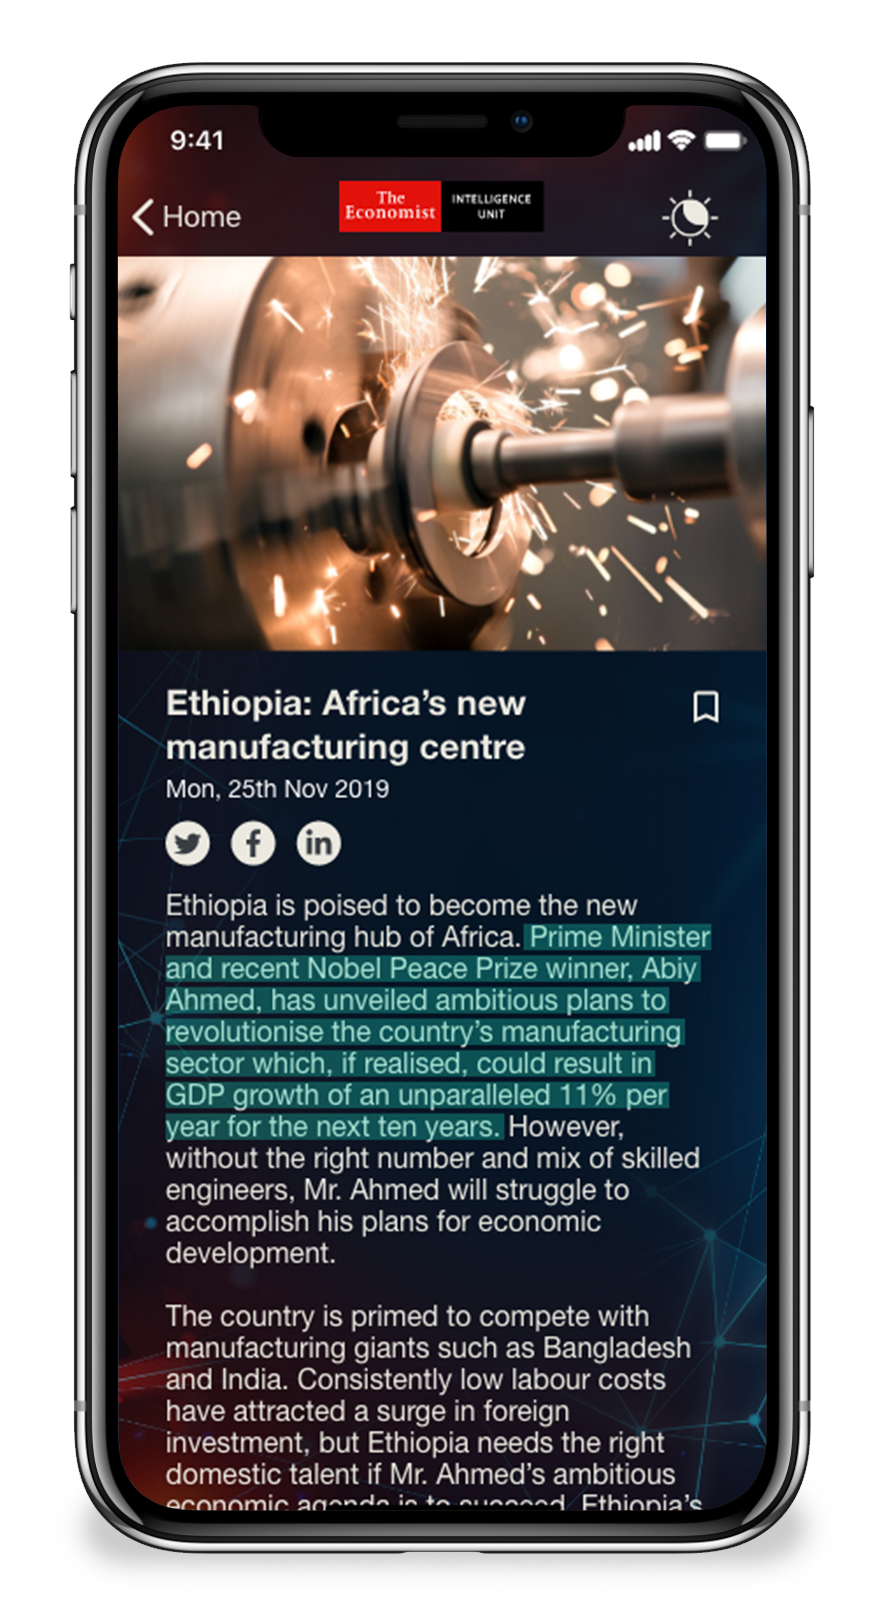 9:41
Home
The
Economist
INTELLIGENCE
UNIT
Ethiopia: Africa’s new
manufacturing centre
Mon, 25th Nov 2019
Ethiopia is poised to become the new
manufacturing hub of Africa. Prime Minister
and recent Nobel Peace Prize winner, Abiy
Ahmed, has unveiled ambitious plans to
revolutionise the country’s manufacturing
sector which, if realised, could result in
GDP growth of an unparalleled 11% per
year for the next ten years. However,
without the right number and mix of skilled
engineers, Mr. Ahmed will struggle to
accomplish his plans for economic
development.
The country is primed to compete with
manufacturing giants such as Bangladesh
and India. Consistently low labour costs
have attracted a surge in foreign
investment, but Ethiopia needs the right
domestic talent if Mr. Ahmed’s ambitious
economic agenda is to succeed. Ethiopia’s